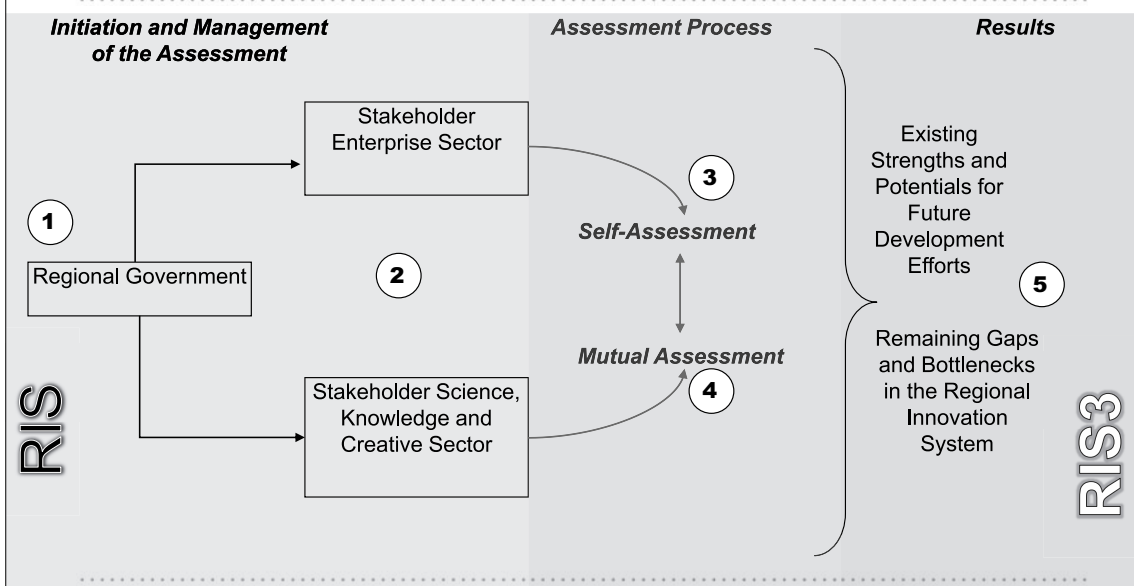 Initiation and Management
of the Assessment
Assessment Process
Results
Stakeholder
Enterprise Sector
1
Regional Government
2
Stakeholder Science,
Knowledge and
Creative Sector
3
Self-Assessment
Mutual Assessment
4
Existing
Strengths and
Potentials for
Future
Development
Efforts
5
Remaining Gaps
and Bottlenecks
in the Regional
Innovation
System
RIS
RIS3